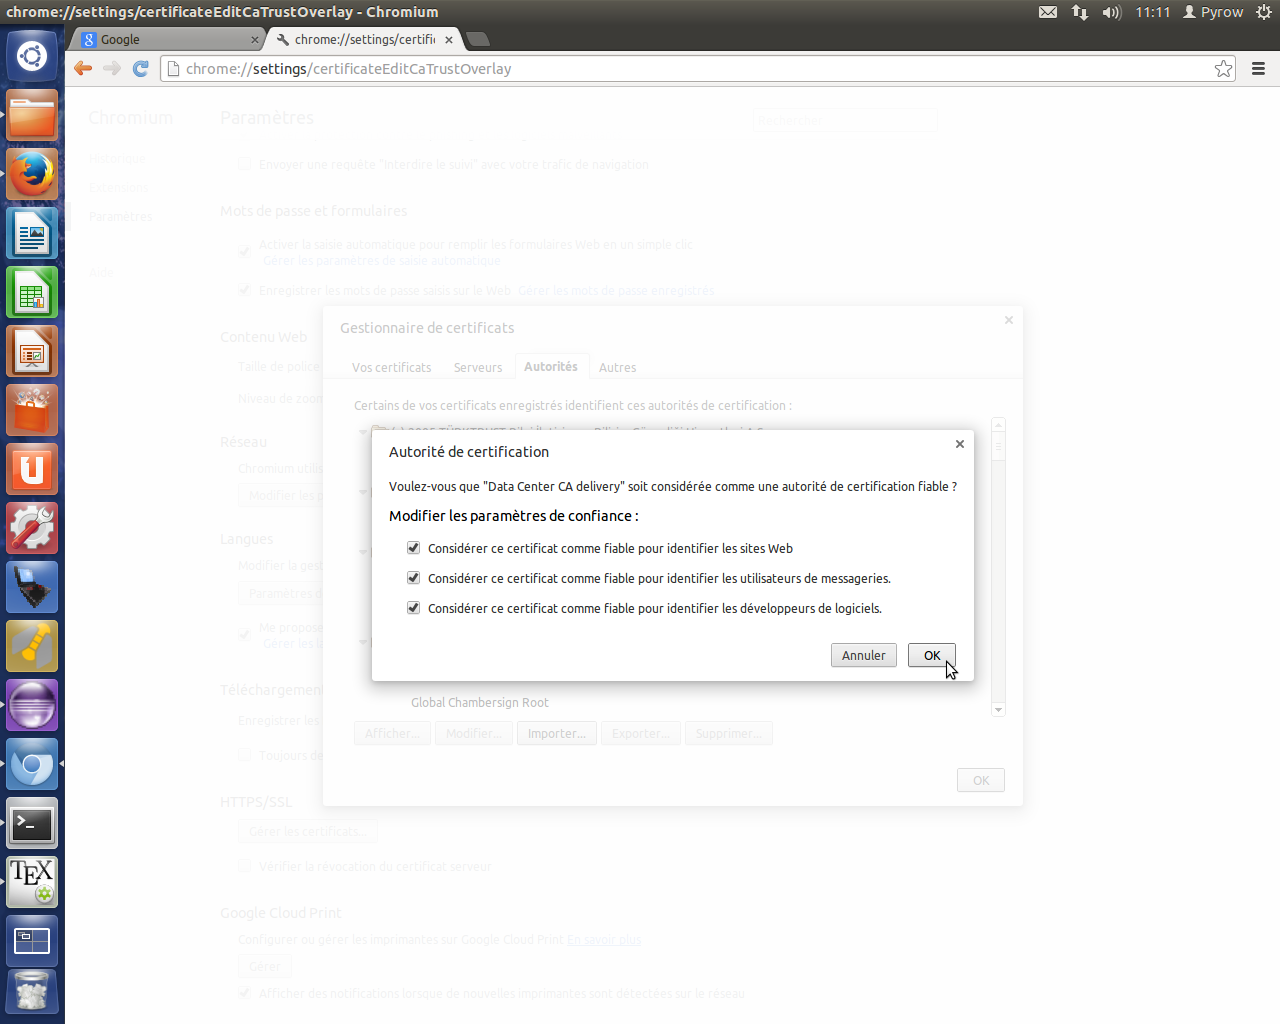 chrome://settings/certificateEditCaTrustOverlay - Chromium
11:11 Pyrow
Google
chrome://settings/certifi
chrome://settings/certificateEditCaTrustOverlay
Chromium
Paramètres
Rechercher
Historique
Extensions
Paramètres
Aide
Envoyer une requête "Interdire le suivi" avec votre trafic de navigation
Mots de passe et formulaires
Activer la saisie automatique pour remplir les formulaires Web en un simple clic
Gérer les paramètres de saisie automatique
Enregistrer les mots de passe saisis sur le Web Gérer les mots de passe enregistrés
Contenu Web
Taille de police
Niveau de zoom
Réseau
Chromium utilis
Modifier les p
Langues
Modifier la gest
Paramètres d
Me propose
Gérer les la
Téléchargement
Enregistrer les
Toujours de
HTTPS/SSL
Gérer les certificats...
Vérifier la révocation du certificat serveur
Google Cloud Print
Configurer ou gérer les imprimantes sur Google Cloud Print En savoir plus
Gérer
Afficher des notifications lorsque de nouvelles imprimantes sont détectées sur le réseau
Gestionnaire de certificats
Vos certificats Serveurs Autorités Autres
Certains de vos certificats enregistrés identifient ces autorités de certification :
Autorité de certification
Voulez-vous que "Data Center CA delivery" soit considérée comme une autorité de certification fiable ?
Modifier les paramètres de confiance :
Considérer ce certificat comme fiable pour identifier les sites Web
Considérer ce certificat comme fiable pour identifier les utilisateurs de messageries.
Considérer ce certificat comme fiable pour identifier les développeurs de logiciels.
Annuler OK
Global Chambersign Root
Afficher... Modifier... Importer... Exporter... Supprimer...
OK
TEX